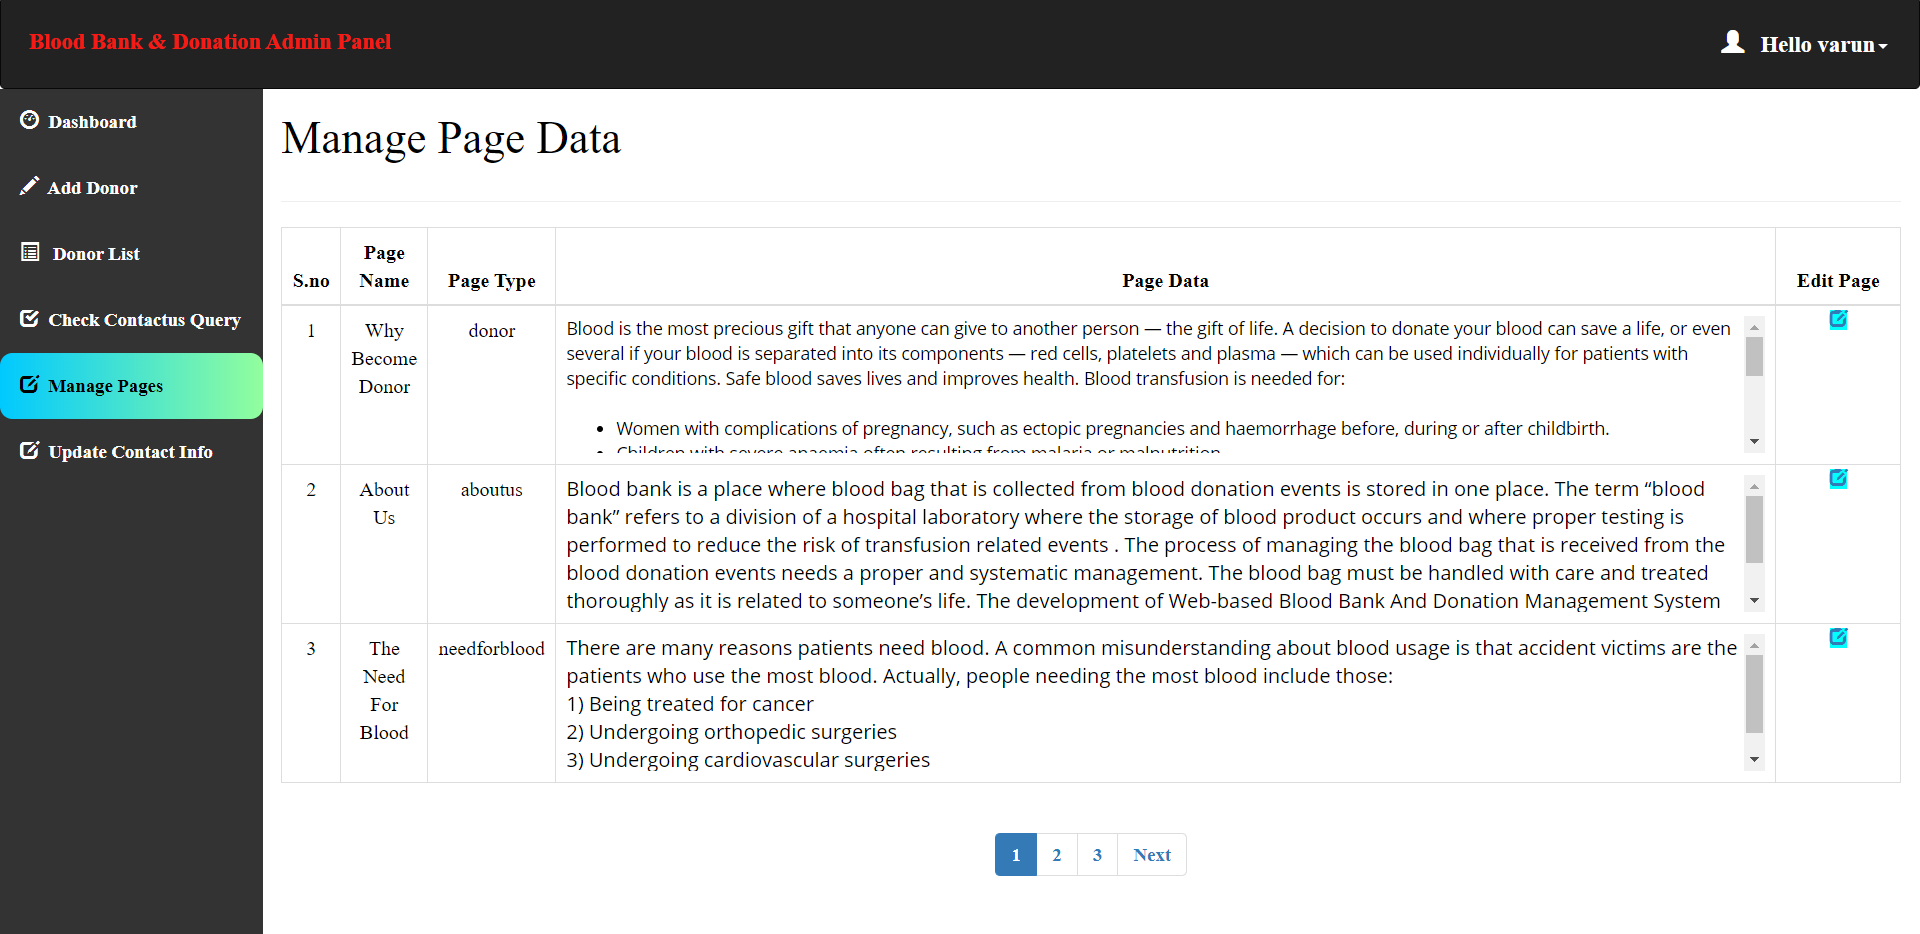 Blood Bank & Donation Admin Panel
Hello varun
Dashboard
Add Donor
Donor List
Check Contactus Query
Manage Pages
Update Contact Info
Manage Page Data
S.no
Page
Name
Page Type
Page Data
Edit Page
1
Why
Become
Donor
donor
Blood is the most precious gift that anyone can give to another person — the gift of life. A decision to donate your blood can save a life, or even
several if your blood is separated into its components — red cells, platelets and plasma — which can be used individually for patients with
specific conditions. Safe blood saves lives and improves health. Blood transfusion is needed for:
• Women with complications of pregnancy, such as ectopic pregnancies and haemorrhage before, during or after childbirth.
• Children with severe anaemia often resulting from malaria or malnutrition
2
About
Us
aboutus
Blood bank is a place where blood bag that is collected from blood donation events is stored in one place. The term “blood
bank” refers to a division of a hospital laboratory where the storage of blood product occurs and where proper testing is
performed to reduce the risk of transfusion related events . The process of managing the blood bag that is received from the
blood donation events needs a proper and systematic management. The blood bag must be handled with care and treated
thoroughly as it is related to someone’s life. The development of Web-based Blood Bank And Donation Management System
3
The
Need
For
Blood
needforblood
There are many reasons patients need blood. A common misunderstanding about blood usage is that accident victims are the
patients who use the most blood. Actually, people needing the most blood include those:
1) Being treated for cancer
2) Undergoing orthopedic surgeries
3) Undergoing cardiovascular surgeries
1 2 3 Next